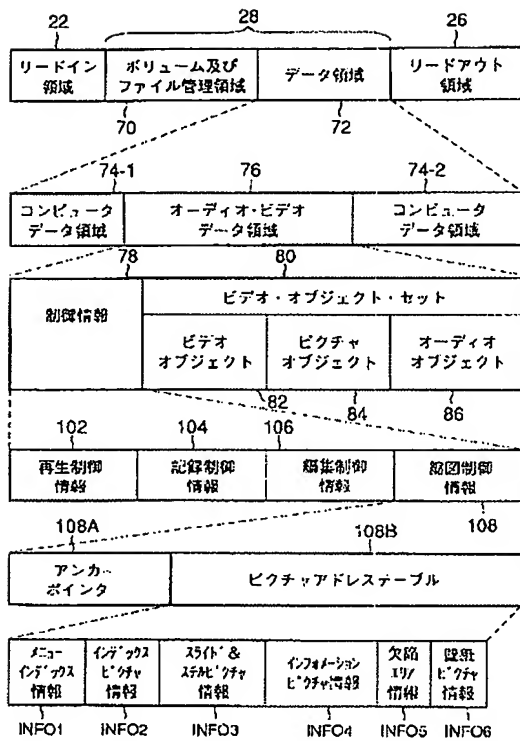 22
28
26
リードイン
領域
ボリューム及び
ファイル管理領域
データ領域
リードアウト
領域
70
72
74-1
76
74-2
コンピュータ
データ領域
オーディオ・ビデオ
データ領域
コンピュータ
データ領域
78
80
制御情報
ビデオ・オブジェクト・セット
ビデオ
オブジェクト
ピクチャ
オブジェクト
オーディオ
オブジェクト
82
84
86
102
104
106
再生制御
情報
記録制御
情報
編集制御
情報
縮図制御
情報
108
108A
108B
アンカー
ポインタ
ピクチャアドレステーブル
メニュー
インデックス
情報
インデックス
ピクチャ
情報
スライド&
スチルピクチャ
情報
インフォメーション
ピクチャ情報
欠陥
エリア
情報
壁紙
ピクチャ
情報
INFO1
INFO2
INFO3
INFO4
INFO5
INFO6